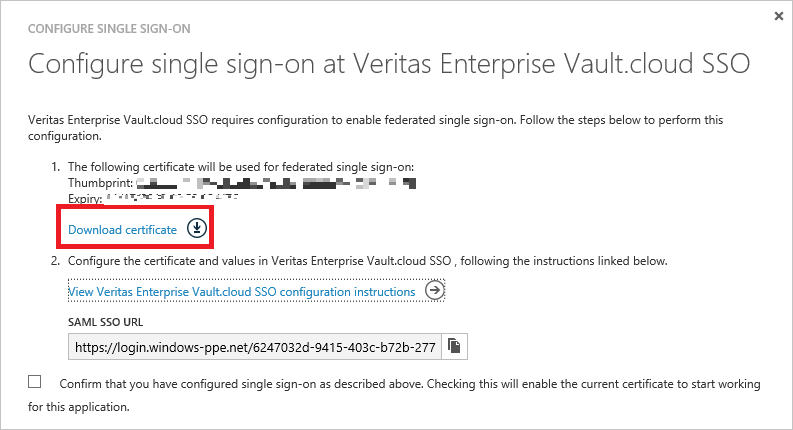 CONFIGURE SINGLE SIGN-ON
Configure single sign-on at Veritas Enterprise Vault.cloud SSO
Veritas Enterprise Vault.cloud SSO requires configuration to enable federated single sign-on. Follow the steps below to perform this
configuration.
1. The following certificate will be used for federated single sign-on:
Thumbprint:
Expiry:
Download certificate
2. Configure the certificate and values in Veritas Enterprise Vault.cloud SSO , following the instructions linked below.
View Veritas Enterprise Vault.cloud SSO configuration instructions
SAML SSO URL
https://login.windows-ppe.net/6247032d-9415-403c-b72b-277
Confirm that you have configured single sign-on as described above. Checking this will enable the current certificate to start working
for this application.